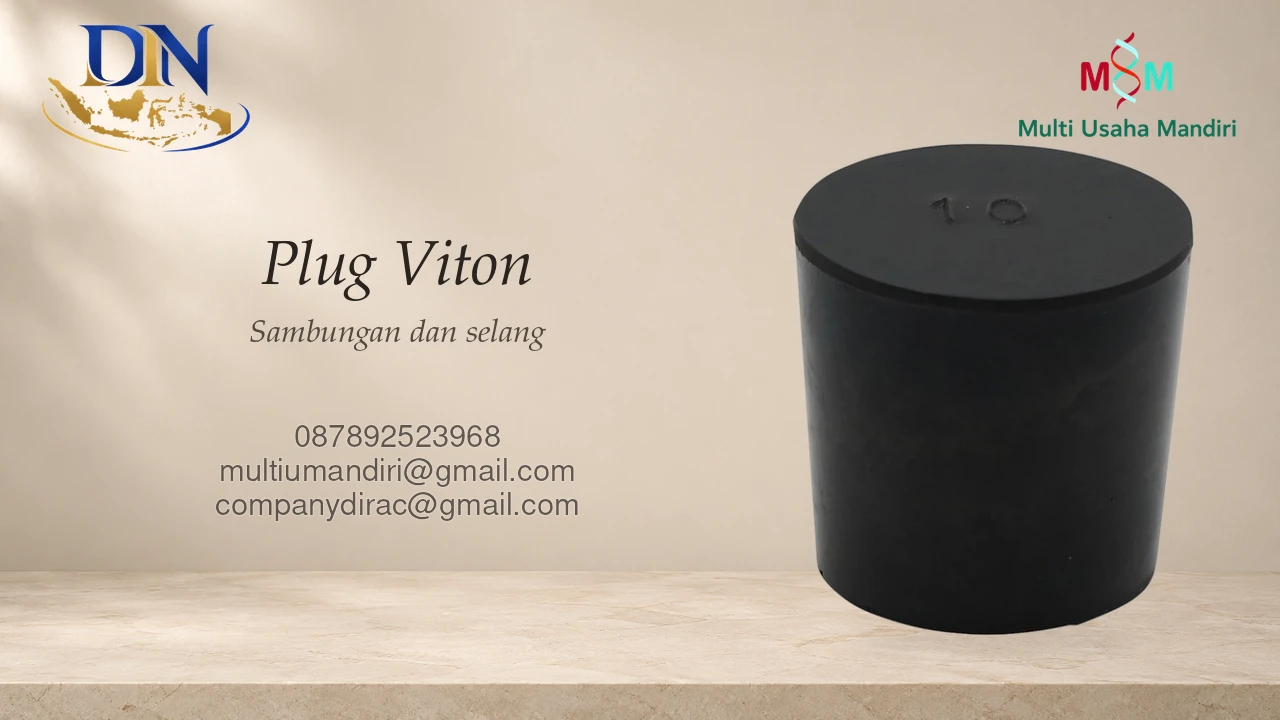 DN
M M
Multi Usaha Mandiri
10
Plug Viton
Sambungan dan selang
087892523968
multiumandiri@gmail.com
companydirac@gmail.com